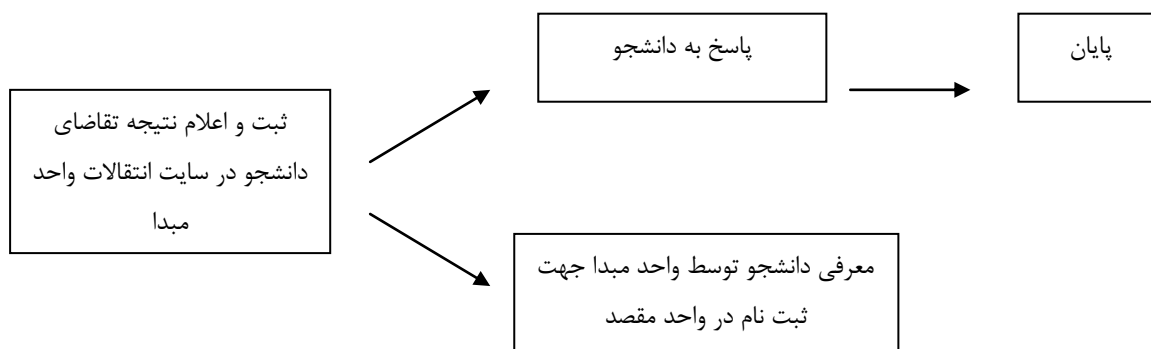 پاسخ به دانشجو
پایان
ثبت و اعلام نتیجه تقاضای
دانشجو در سایت انتقالات واحد
مبدا
معرفی دانشجو توسط واحد مبدا جهت
ثبت نام در واحد مقصد